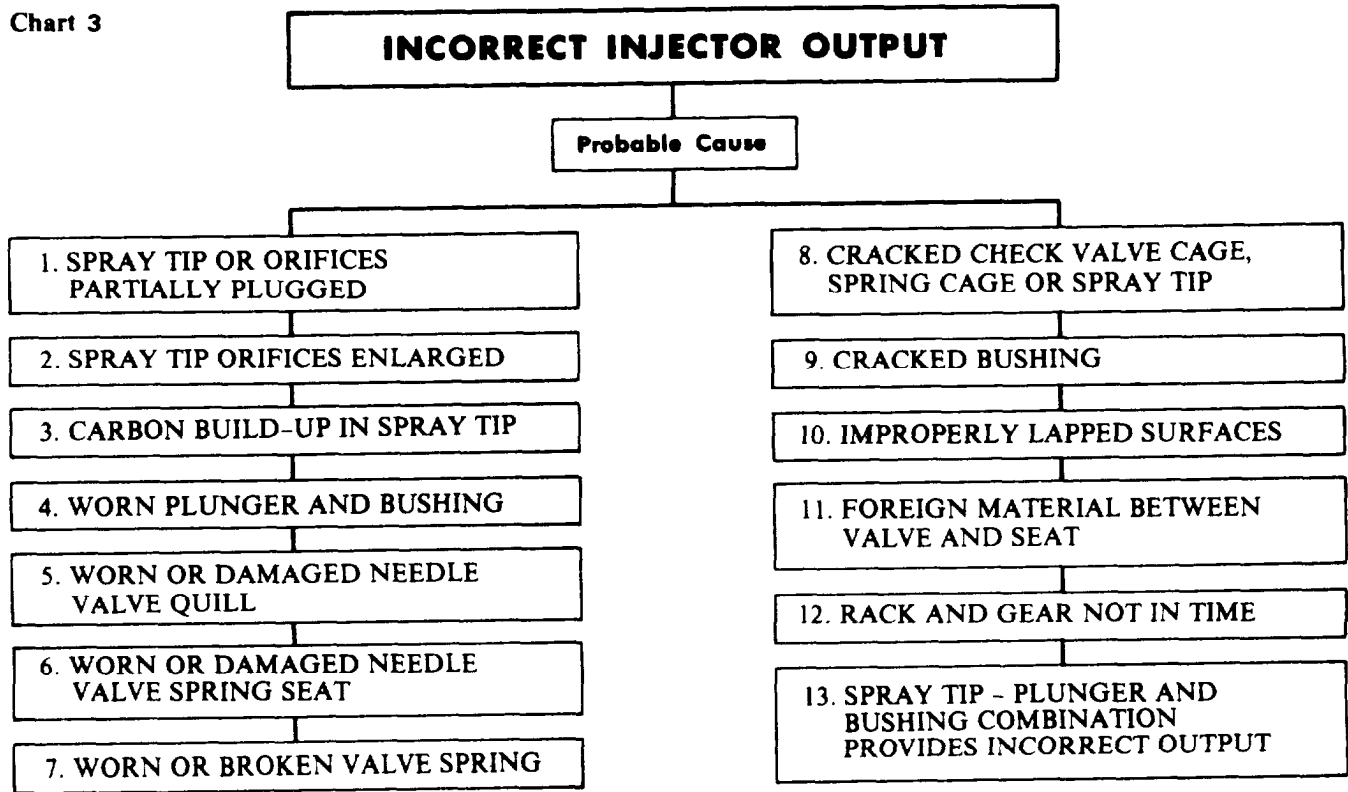 Chart 3
INCORRECT INJECTOR OUTPUT
Probable Cause
1. SPRAY TIP OR ORIFICES
PARTIALLY PLUGGED
2. SPRAY TIP ORIFICES ENLARGED
3. CARBON BUILD-UP IN SPRAY TIP
4. WORN PLUNGER AND BUSHING
5. WORN OR DAMAGED NEEDLE
VALVE QUILL
6. WORN OR DAMAGED NEEDLE
VALVE SPRING SEAT
7. WORN OR BROKEN VALVE SPRING
8. CRACKED CHECK VALVE CAGE,
SPRING CAGE OR SPRAY TIP
9. CRACKED BUSHING
10. IMPROPERLY LAPPED SURFACES
11. FOREIGN MATERIAL BETWEEN
VALVE AND SEAT
12. RACK AND GEAR NOT IN TIME
13. SPRAY TIP - PLUNGER AND
BUSHING COMBINATION
PROVIDES INCORRECT OUTPUT